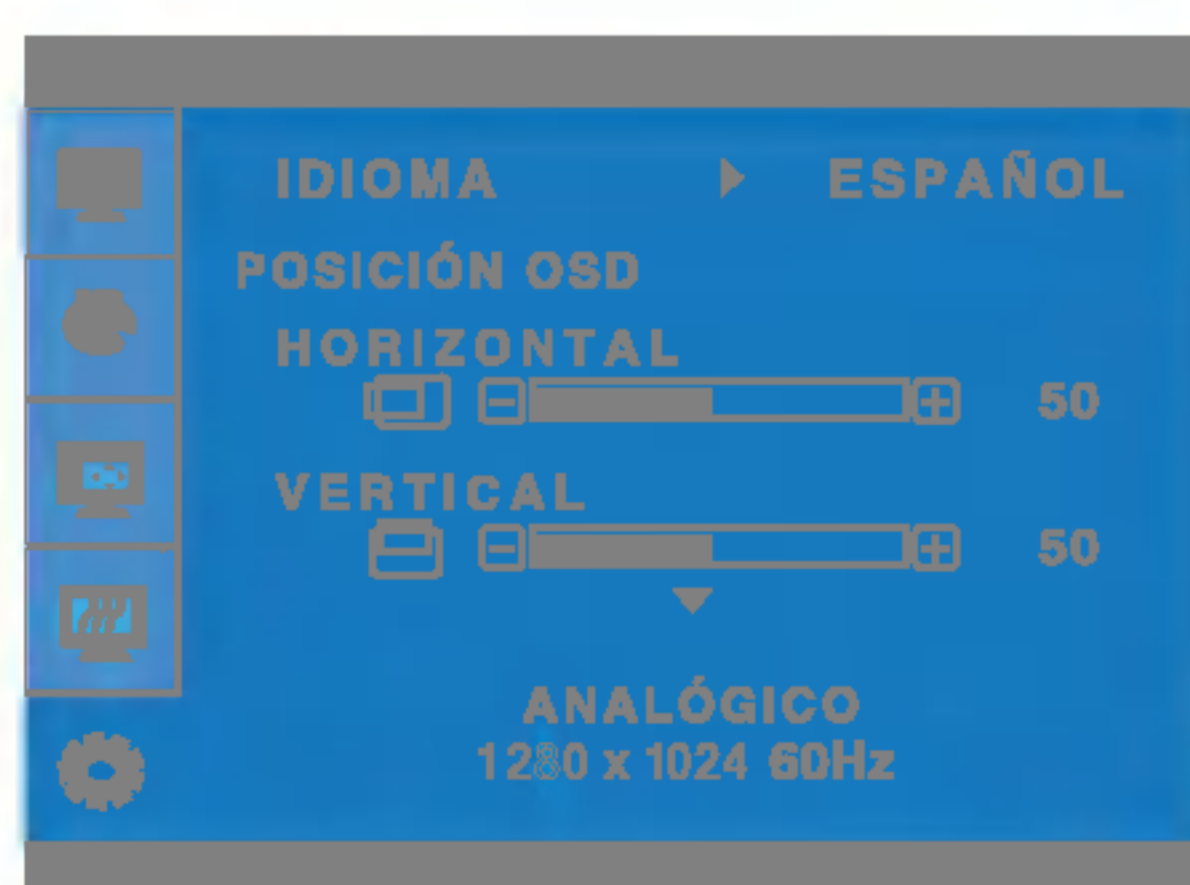 IDIOMA ESPAÑOL
POSICIÓN OSD
HORIZONTAL
50
VERTICAL
50
ANALÓGICO
1280 x 1024 60Hz